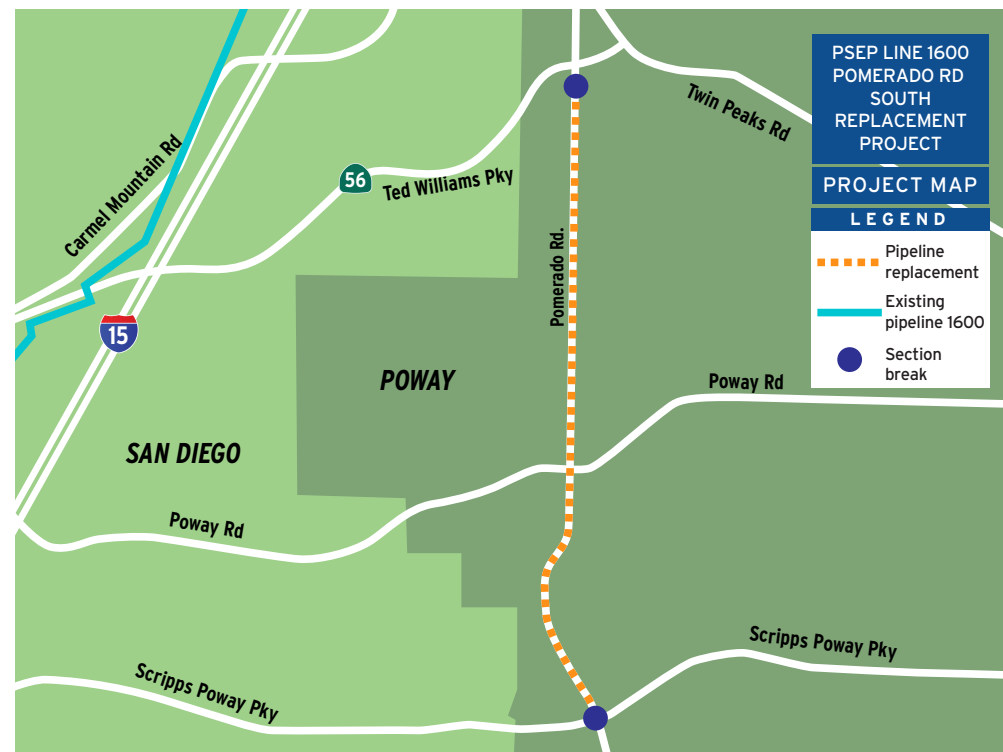 PSEP LINE 1600
POMERADO RD
SOUTH
REPLACEMENT
PROJECT
PROJECT MAP
LEGEND
Pipeline
replacement
Existing
pipeline 1600
Section
break
Carmel Mountain Rd
56
Ted Williams Pky
Twin Peaks Rd
Pomerado Rd.
15
POWAY
Poway Rd
SAN DIEGO
Poway Rd
Scripps Poway Pky
Scripps Poway Pky